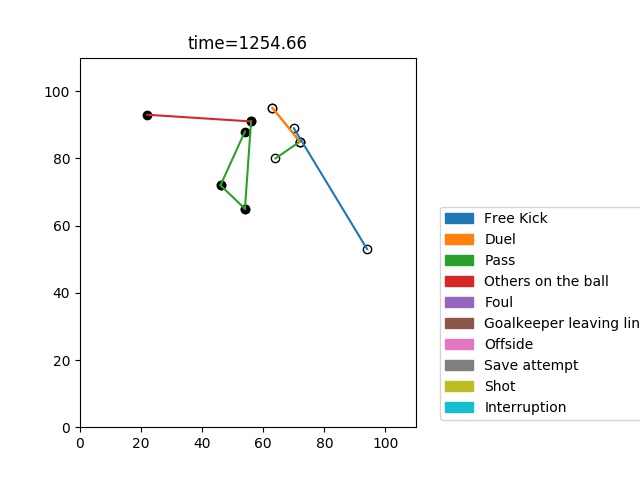 time=1254.66
100
80
60
40
20
0
0 20 40 60 80 100
Free Kick
Duel
Pass
Others on the ball
Foul
Goalkeeper leaving lin
Offside
Save attempt
Shot
Interruption